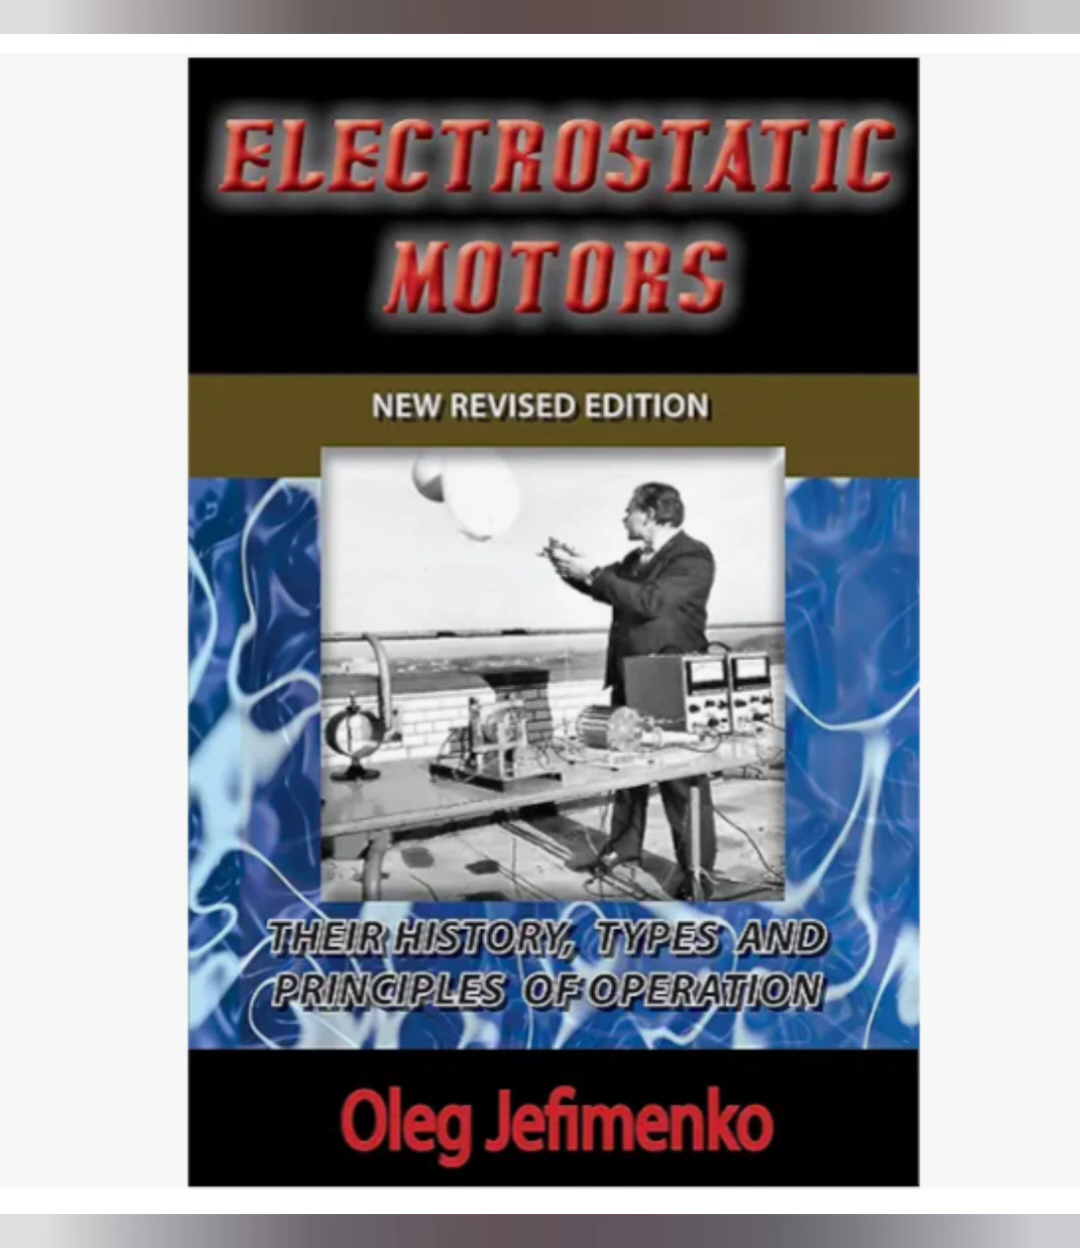 ELECTROSTATIC
MOTORS
NEW REVISED EDITION
THEIR HISTORY, TYPES AND
PRINCIPLES OF OPERATION
Oleg Jefimenko